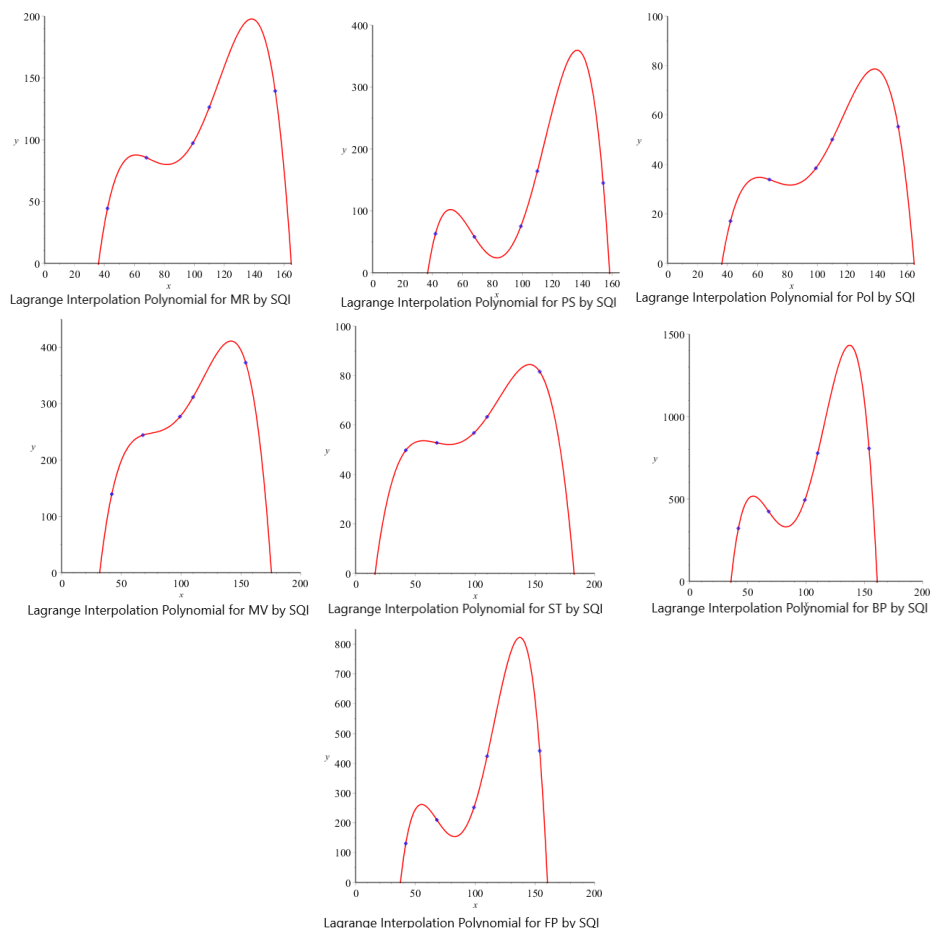 200
150
y
100
50
0
0 20 40 60 80 100 120 140 160
x
Lagrange Interpolation Polynomial for MR by SQI
400
300
y
200
100
0
0 20 40 60 80 100 120 140 160
x
Lagrange Interpolation Polynomial for PS by SQI
100
80
y
60
40
20
0
0 20 40 60 80 100 120 140 160
x
Lagrange Interpolation Polynomial for Pol by SQI
400
300
y
200
100
0
0 50 100 150 200
x
Lagrange Interpolation Polynomial for MV by SQI
100
80
60
y
40
20
0
0 50 100 150 200
x
Lagrange Interpolation Polynomial for ST by SQI
1500
1000
y
500
0
0 50 100 150 200
x
Lagrange Interpolation Polynomial for BP by SQI
800
700
600
500
y
400
300
200
100
0
0 50 100 150 200
x
Lagrange Interpolation Polynomial for FP by SQI